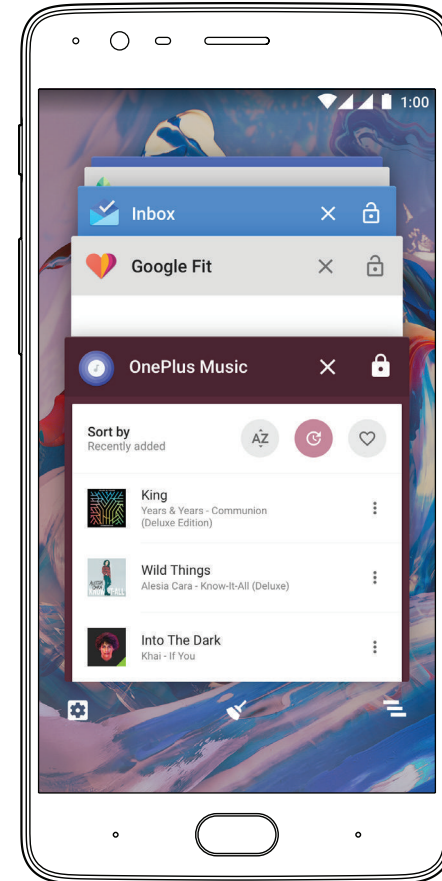 1:00
Inbox
Google Fit
OnePlus Music
Sort by
Recently added
AZ
King
Years & Years - Communion
(Deluxe Edition)
Wild Things
Alesia Cara - Know-It-All (Deluxe)
Into The Dark
Khai - If You